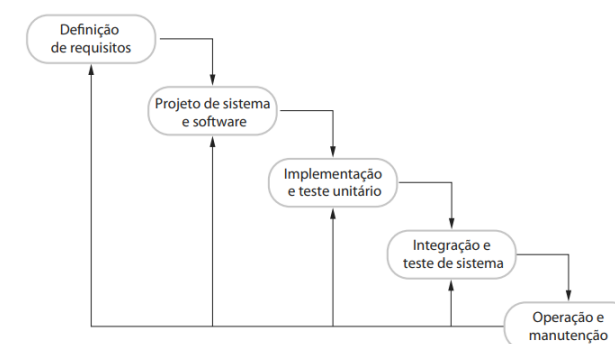 Definição
de requisitos
Projeto de sistema
e software
Implementação
e teste unitário
Integração e
teste de sistema
Operação e
manutenção